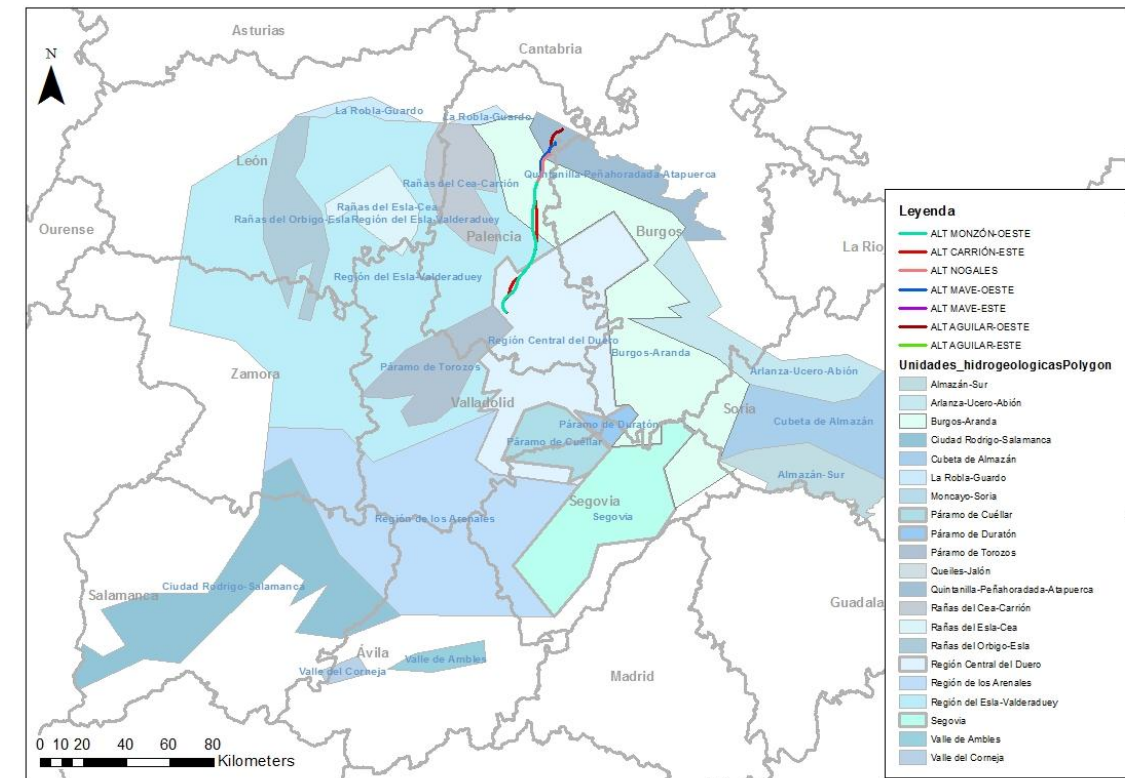 Asturias
Cantabria
N
La Robla-Guardo
La Robla-Guardo
León
Quintanilla-Peñahoradada-Atapuerca
Rañas del Cea-Carrión
Rañas del Esla-Cea
Rañas del Orbigo-Esla
Región del Esla-Valderaduey
Ourense
Palencia
Burgos
La Rio
Región del Esla-Valderaduey
Región Central del Duero
Burgos-Aranda
Zamora
Páramo de Torozos
Arlanza-Ucero-Abión
Valladolid
Soria
Páramo de Duratón
Cubeta de Almazán
Páramo de Cuéllar
Almazán-Sur
Segovia
Región de los Arenales
Segovia
Ciudad Rodrigo-Salamanca
Salamanca
Guadala
Ávila
Valle de Ambles
Valle del Corneja
Madrid
0 10 20 40 60 80
Kilometers
Leyenda
ALT MONZÓN-OESTE
ALT CARRIÓN-ESTE
ALT NOGALES
ALT MAVE-OESTE
ALT MAVE-ESTE
ALT AGUILAR-OESTE
ALT AGUILAR-ESTE
Unidades_hidrogeologicasPolygon
Almazán-Sur
Arlanza-Ucero-Abión
Burgos-Aranda
Ciudad Rodrigo-Salamanca
Cubeta de Almazán
La Robla-Guardo
Moncayo-Soria
Páramo de Cuéllar
Páramo de Duratón
Páramo de Torozos
Queiles-Jalón
Quintanilla-Peñahoradada-Atapuerca
Rañas del Cea-Carrión
Rañas del Esla-Cea
Rañas del Orbigo-Esla
Región Central del Duero
Región de los Arenales
Región del Esla-Valderaduey
Segovia
Valle de Ambles
Valle del Corneja